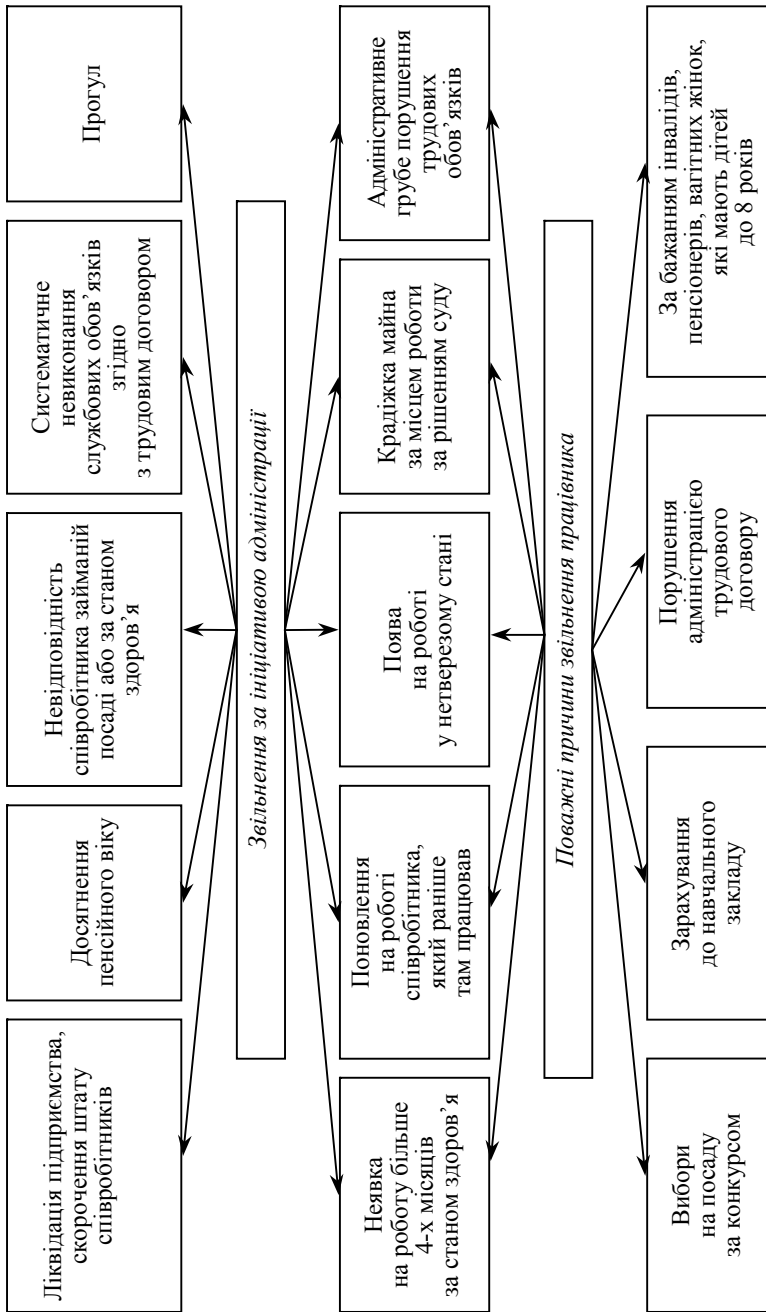 Ліквідація підприємства,
скорочення штату
співробітників
Досягнення
пенсійного віку
Невідповідність
співробітника займаній
посаді або за станом
здоров’я
Систематичне
невиконання
службових обов’язків
згідно
з трудовим договором
Прогул
Звільнення за ініціативою адміністрації
Неявка
на роботу більше
4-х місяців
за станом здоров’я
Поновлення
на роботі
співробітника,
який раніше
там працював
Поява
на роботі
у нетверезому стані
Крадіжка майна
за місцем роботи
за рішенням суду
Адміністративне
грубе порушення
трудових
обов’язків
Поважні причини звільнення працівника
Вибори
на посаду
за конкурсом
Зарахування
до навчального
закладу
Порушення
адміністрацією
трудового
договору
За бажанням інвалідів,
пенсіонерів, вагітних жінок,
які мають дітей
до 8 років